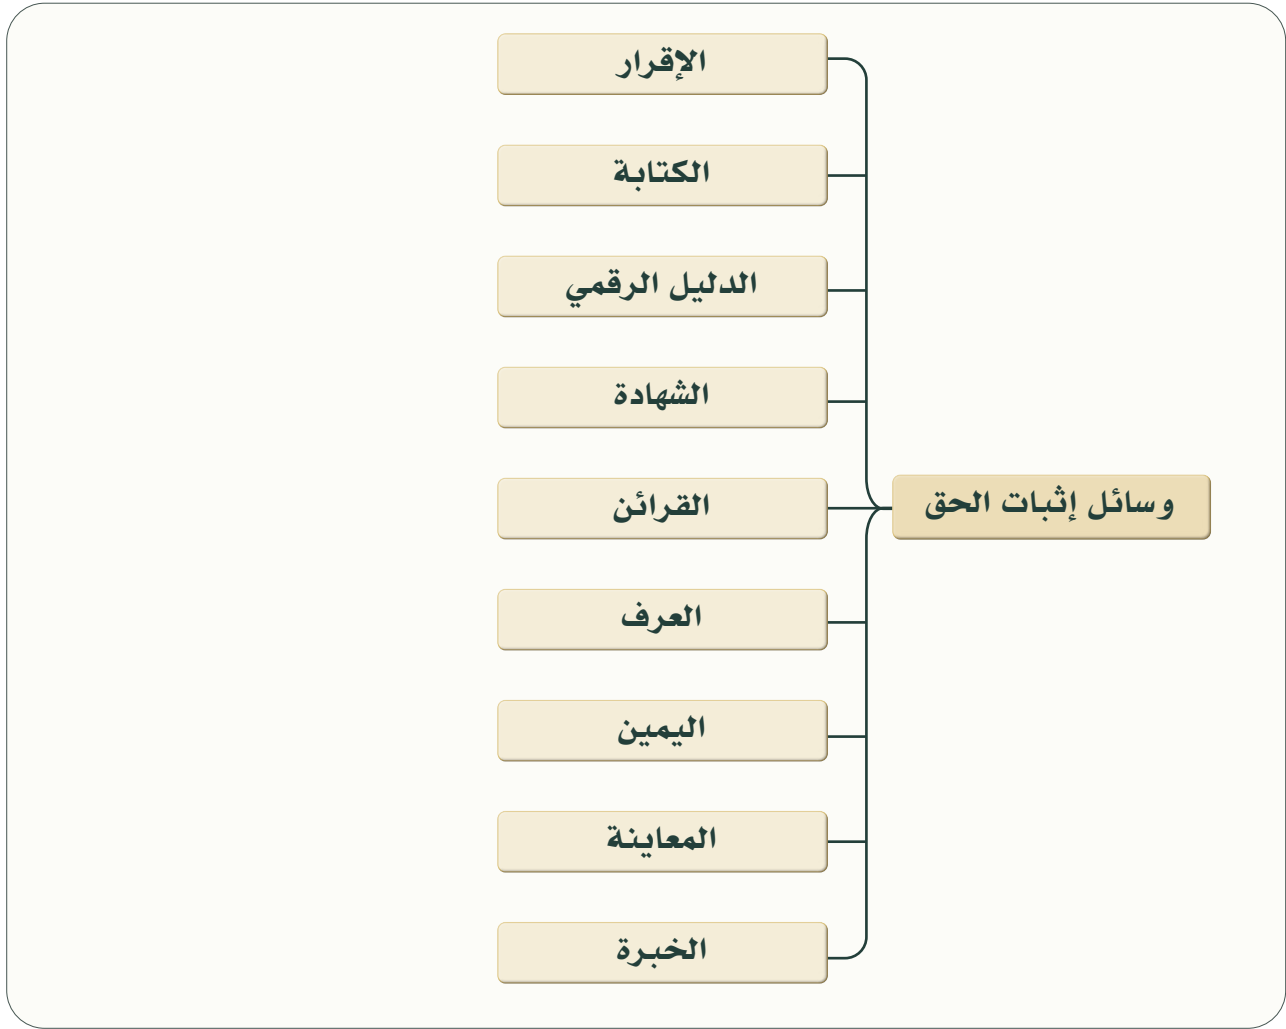 وسائل إثبات الحق
الإقرار
الكتابة
الدليل الرقمي
الشهادة
القرائن
العرف
اليمين
المعاينة
الخبرة